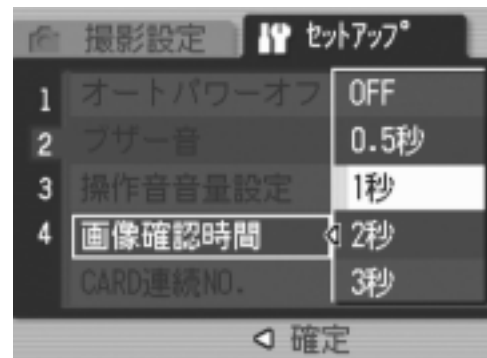 撮影設定 セットアップ
1 オートパワーオフ OFF
2 ブザー音 0.5秒
3 操作音音量設定 1秒
4 画像確認時間 2秒
CARD連続NO. 3秒
確定